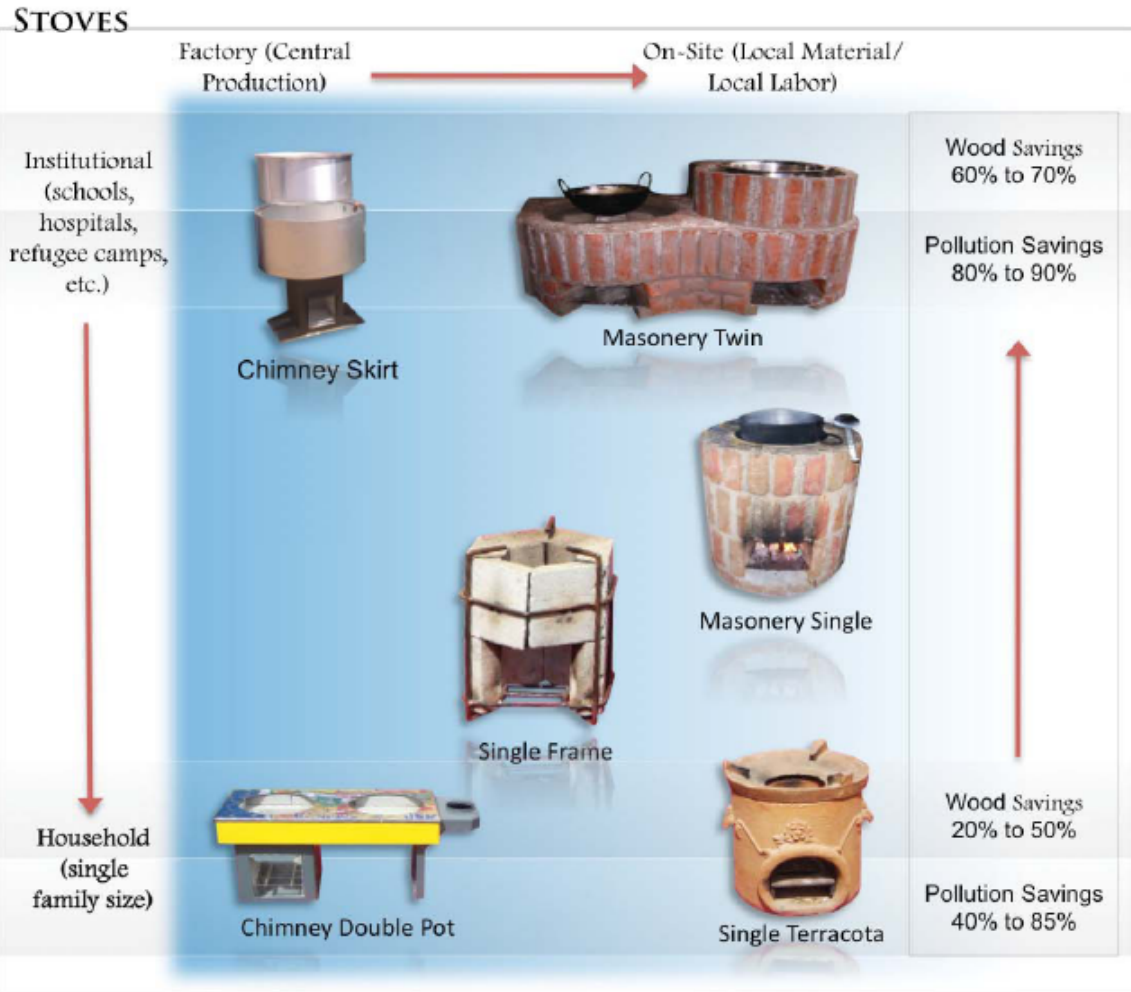 STOVES
Factory (Central
Production)
On-Site (Local Material/
Local Labor)
Institutional
(schools,
hospitals,
refugee camps,
etc.)
Wood Savings
60% to 70%
Pollution Savings
80% to 90%
Chimney Skirt
Masonery Twin
Masonery Single
Single Frame
Household
(single
family size)
Chimney Double Pot
Single Terracota
Wood Savings
20% to 50%
Pollution Savings
40% to 85%